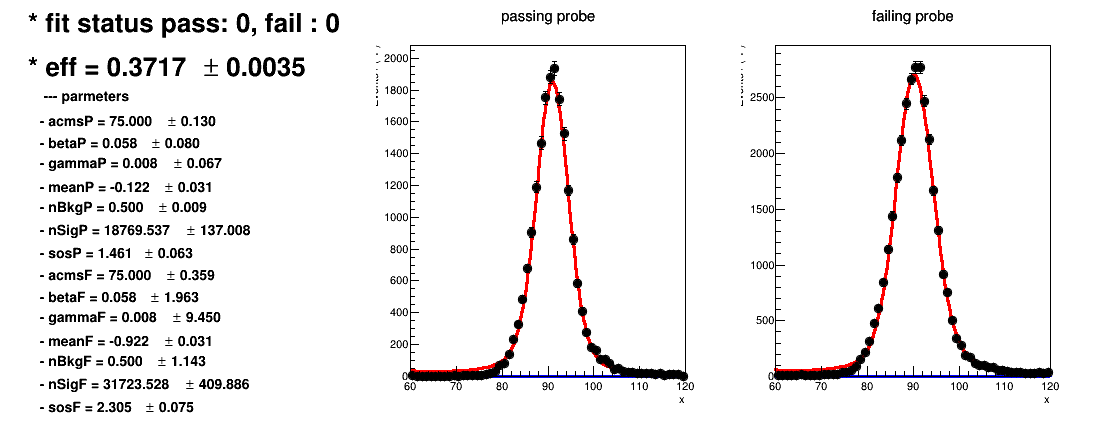 * fit status pass: 0, fail : 0
* eff = 0.3717 ± 0.0035
--- parmeters
- acmsP = 75.000 ± 0.130
- betaP = 0.058 ± 0.080
- gammaP = 0.008 ± 0.067
- meanP = -0.122 ± 0.031
- nBkgP = 0.500 ± 0.009
- nSigP = 18769.537 ± 137.008
- sosP = 1.461 ± 0.063
- acmsF = 75.000 ± 0.359
- betaF = 0.058 ± 1.963
- gammaF = 0.008 ± 9.450
- meanF = -0.922 ± 0.031
- nBkgF = 0.500 ± 1.143
- nSigF = 31723.528 ± 409.886
- sosF = 2.305 ± 0.075
passing probe
2000
1800
1600
1400
1200
1000
800
600
400
200
0
60 70 80 90 100 110 120
x
failing probe
2500
2000
1500
1000
500
0
60 70 80 90 100 110 120
x